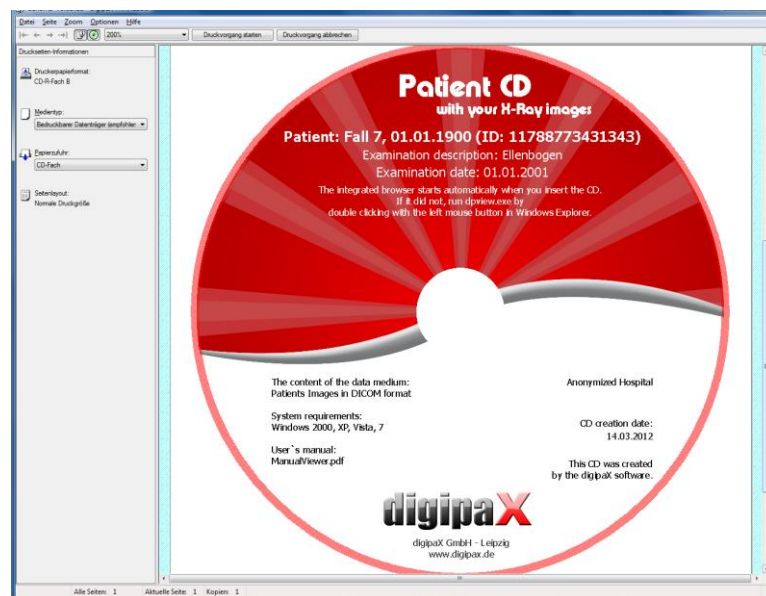 Datei Seite Zoom Optionen Hilfe
200% Druckvorgang starten Druckvorgang abbrechen
Druckseiten-Informationen
Druckerpapierformat:
CD-R-Fach B
Medientyp:
Bedruckbarer Datenträger (empfohlen
Papierzufuhr:
CD-Fach
Seitenlayout:
Normale Druckgröße
Patient CD
with your X-Ray images
Patient: Fall 7, 01.01.1900 (ID: 11788773431343)
Examination description: Ellenbogen
Examination date: 01.01.2001
The integrated browser starts automatically when you insert the CD.
If it did not, run dpview.exe by
double clicking with the left mouse button in Windows Explorer.
The content of the data medium:
Patients Images in DICOM format
System requirements:
Windows 2000, XP, Vista, 7
User`s manual:
ManualViewer.pdf
Anonymized Hospital
CD creation date:
14.03.2012
This CD was created
by the digipaX software.
digipaX
digipaX GmbH - Leipzig
www.digipax.de
Alle Seiten: 1 Aktuelle Seite: 1 Kopien: 1